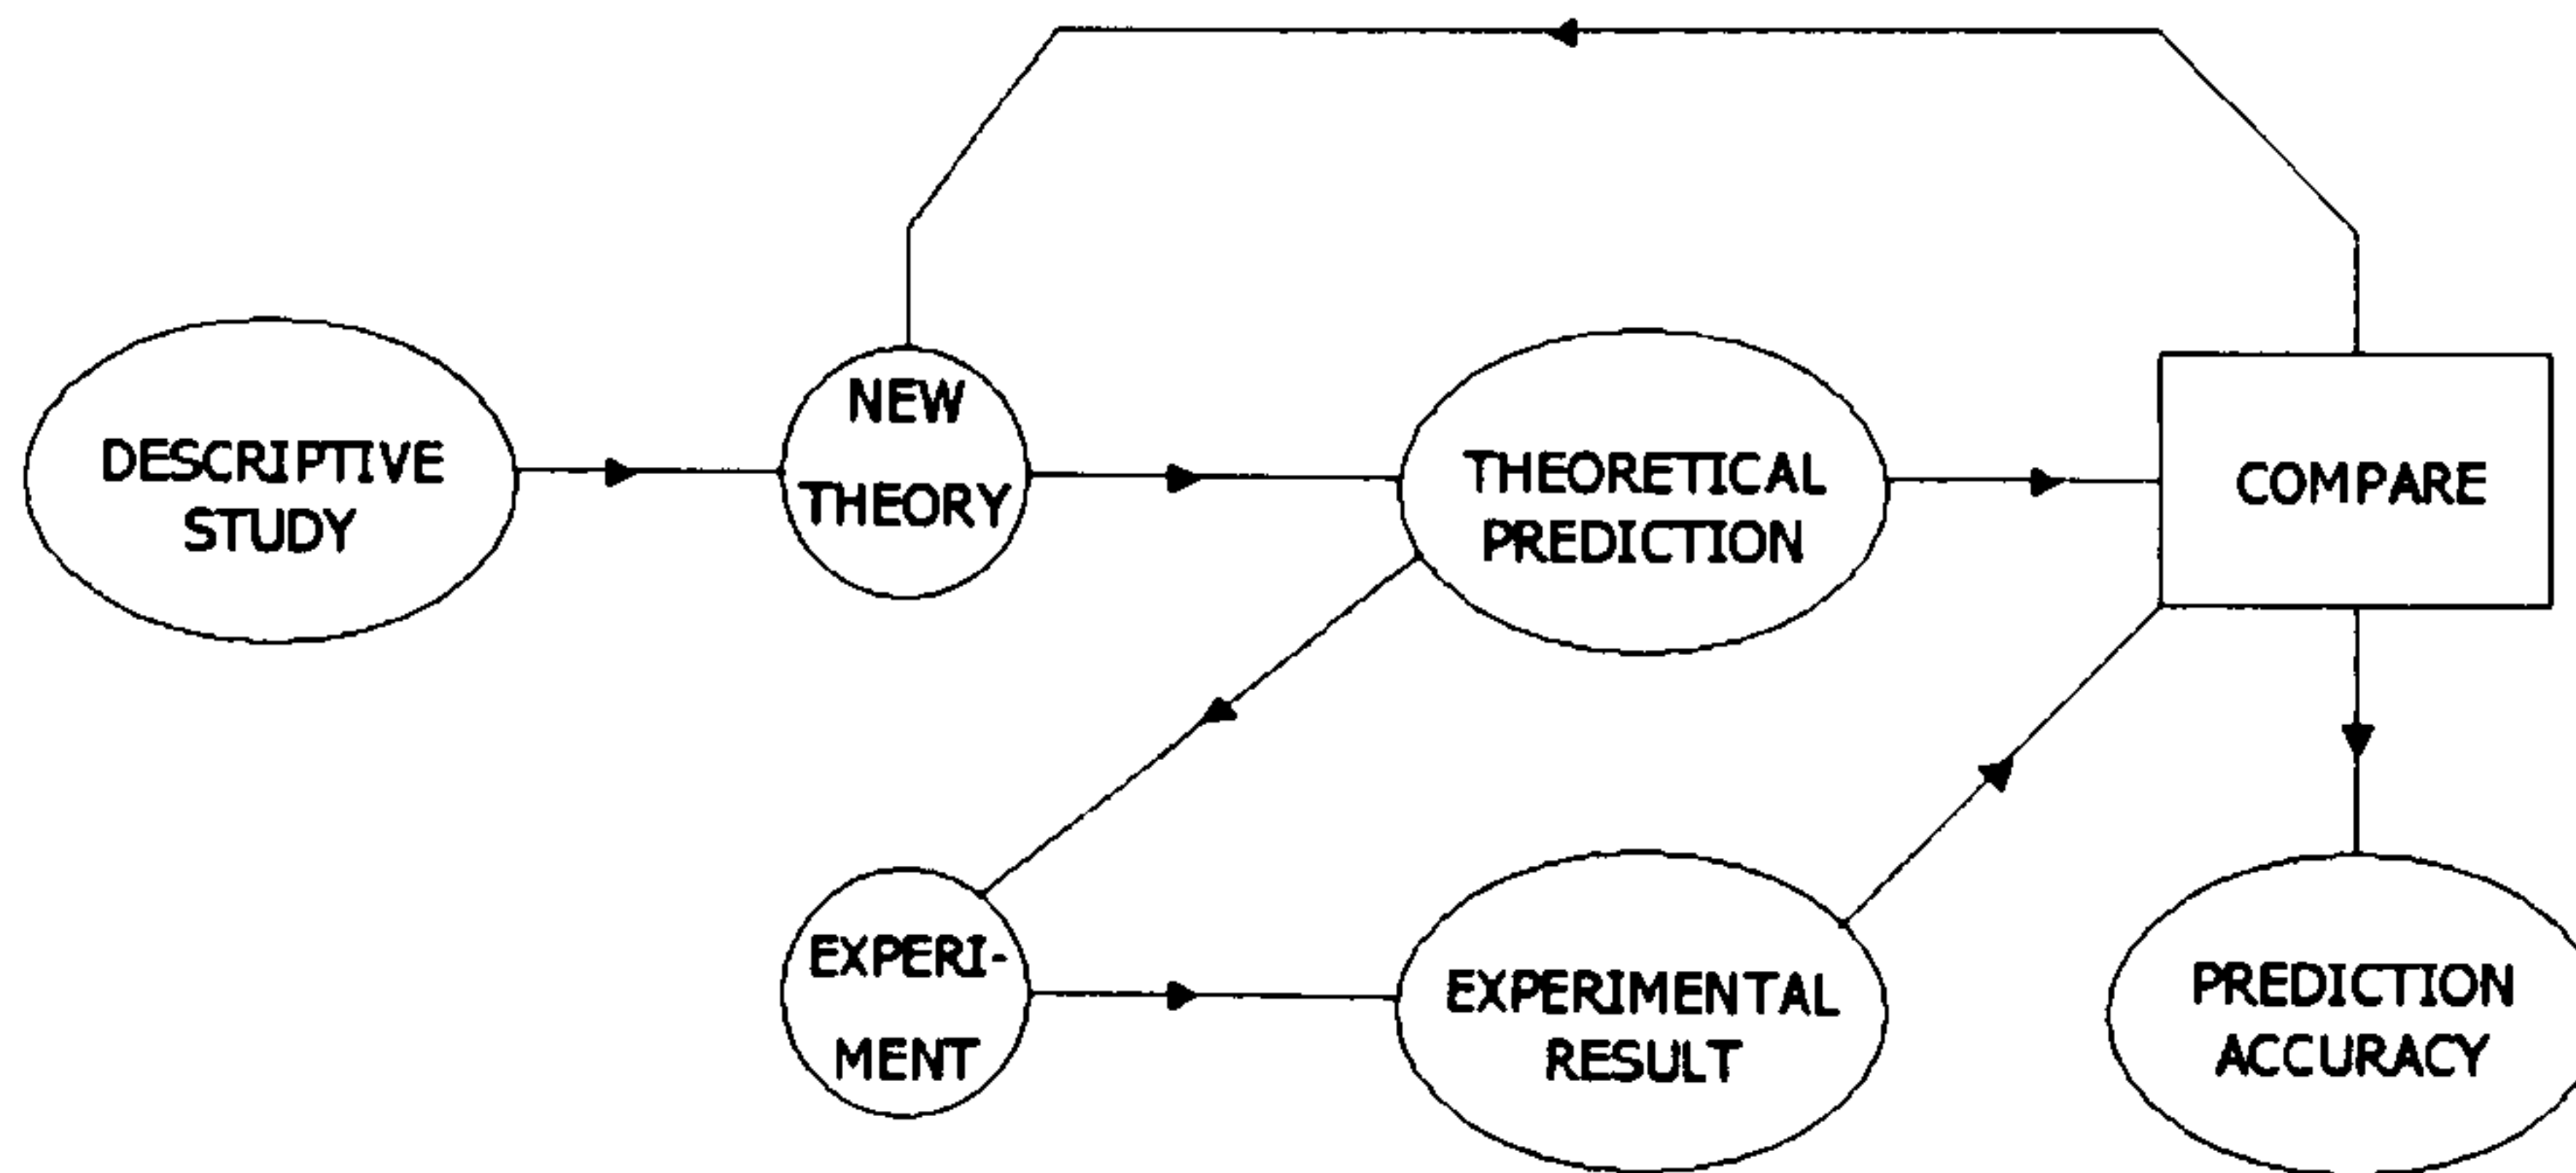 DESCRIPTIVE
STUDY
NEW
THEORY
THEORETICAL
PREDICTION
COMPARE
EXPERI-
MENT
EXPERIMENTAL
RESULT
PREDICTION
ACCURACY